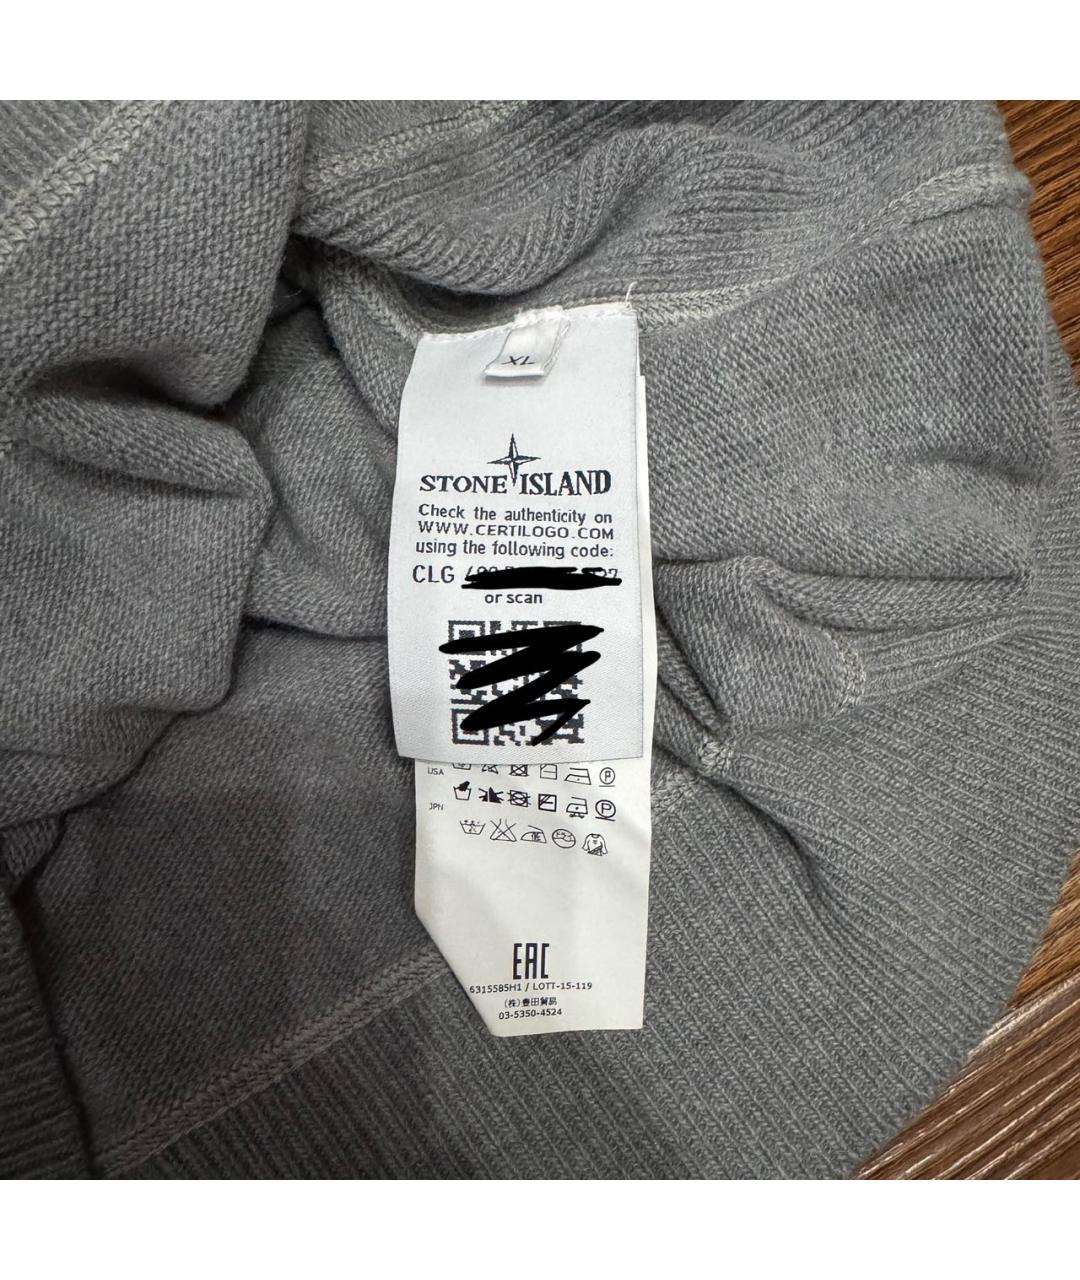 XL
STONE ISLAND
Check the authenticity on
WWW.CERTILOGO.COM
using the following code:
CLG
or scan
USA
JPN
EAC
6315585H1 / LOTT-15-119
(株)豊田貿易
03-5350-4524